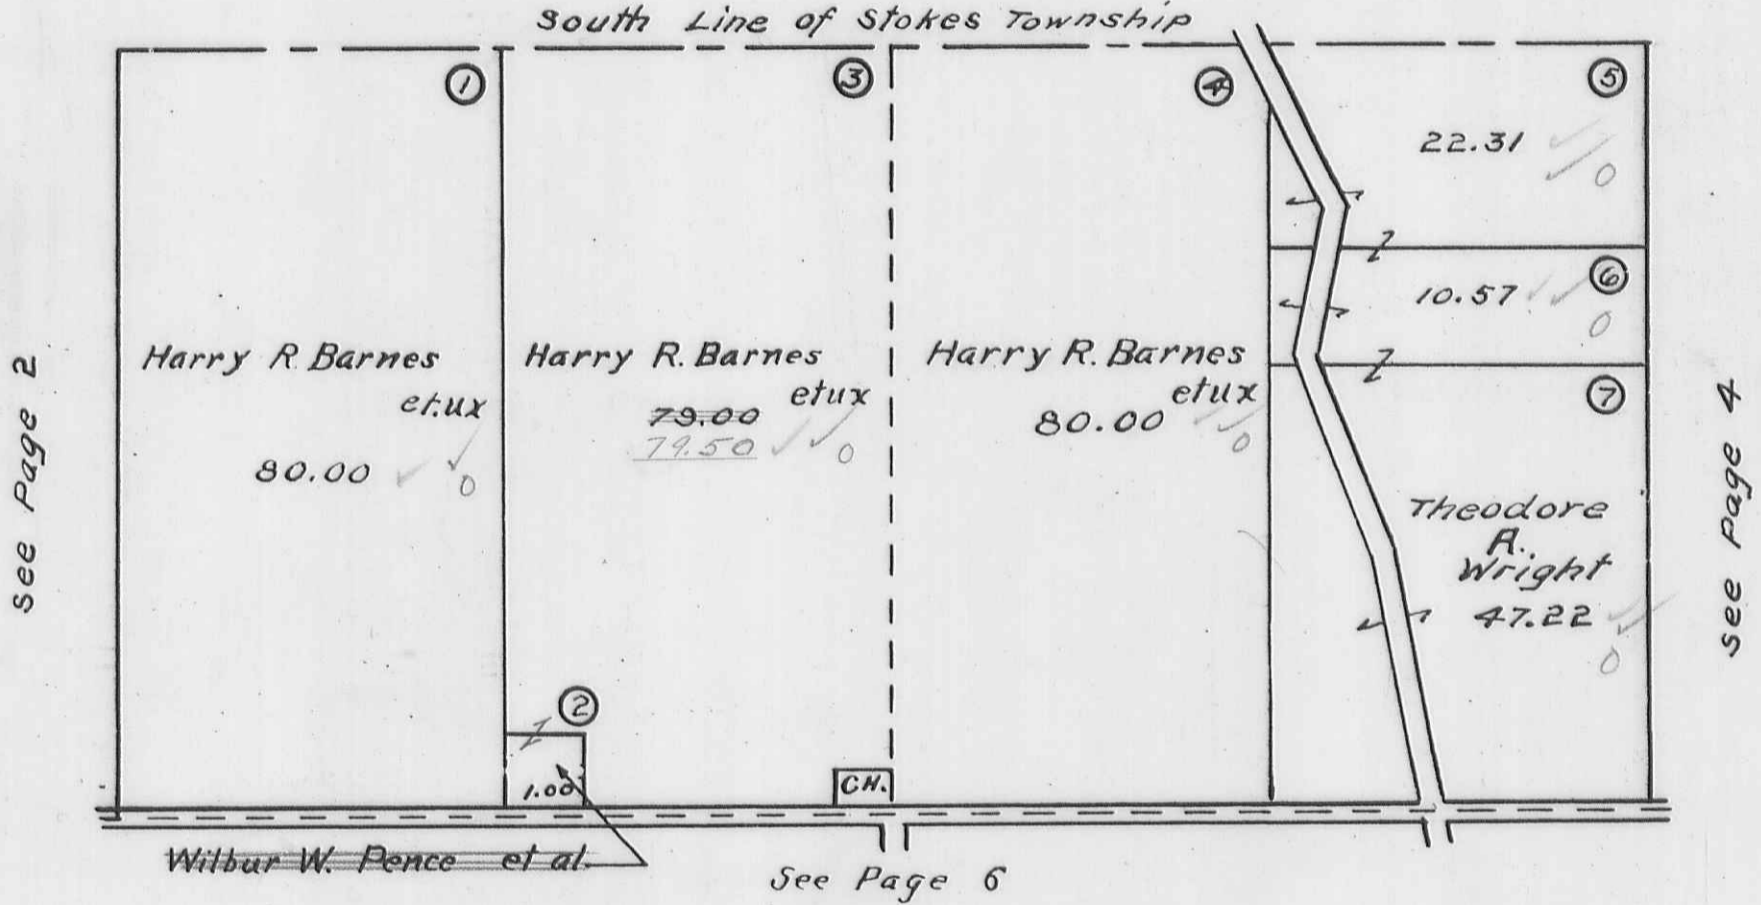 South Line of Stokes Township
1
3
4
5
22.31
0
6
10.57
0
Harry R. Barnes
et.ux
80.00
0
Harry R. Barnes
etux
79.00
79.50
0
Harry R. Barnes
etux
80.00
0
7
Theodore
A.
Wright
47.22
0
2
1.00
CH.
Wilbur W. Pence et al.
See Page 6
see Page 2
see Page 4